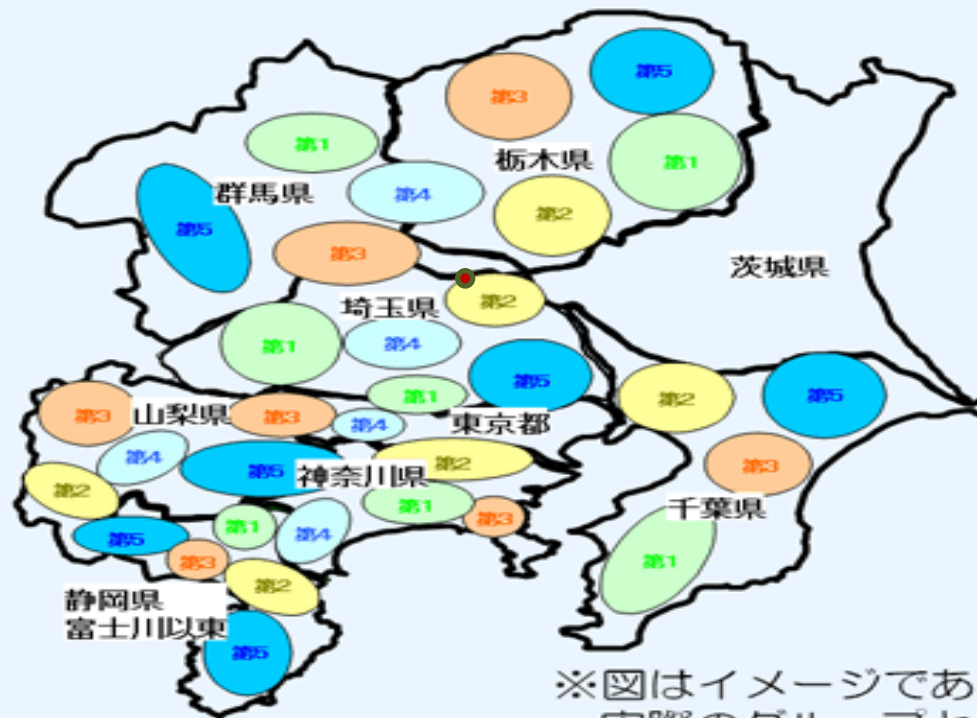 第5
第3
第1
栃木県
第1
第4
群馬県
第2
第5
第3
茨城県
埼玉県
第2
第1
第4
第5
第1
第2
第5
第3
山梨県
第3
第4
東京都
第4
第5
神奈川県
第2
第3
第2
第1
千葉県
第3
第1
第4
第5
第3
第1
第2
静岡県
富士川以東
第5
※図はイメージであ